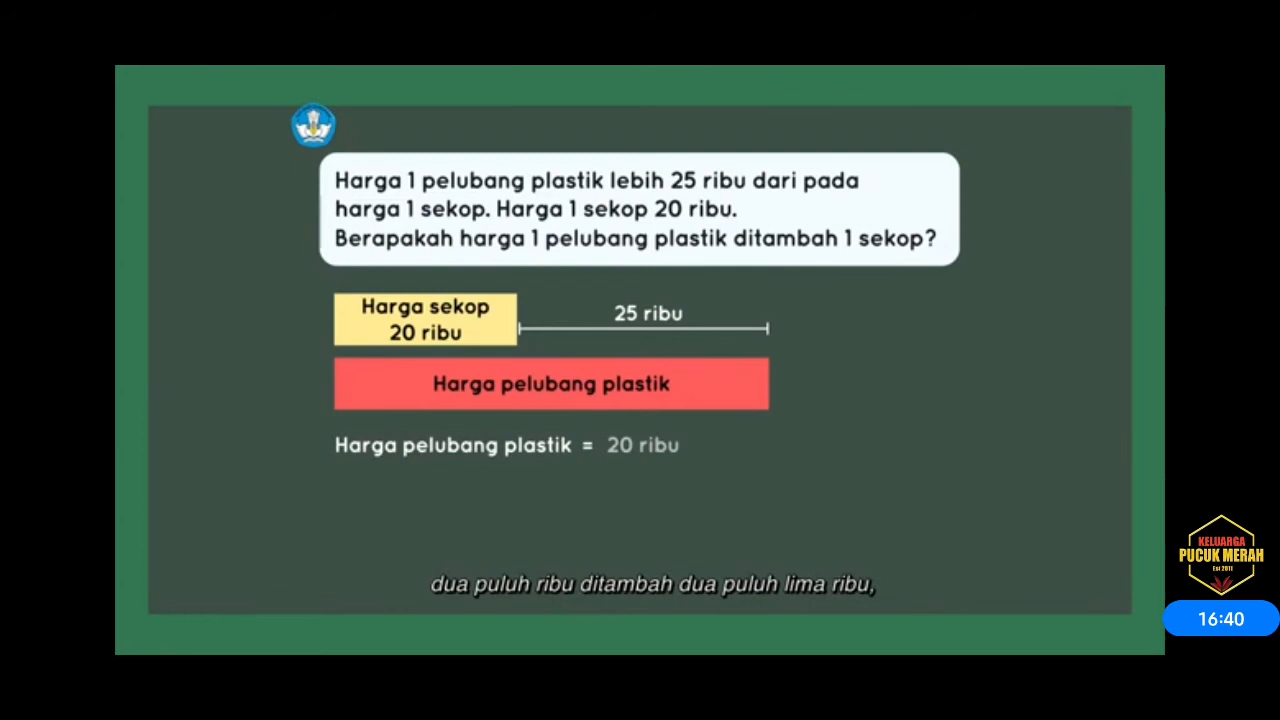 Harga 1 pelubang plastik lebih 25 ribu dari pada
harga 1 sekop. Harga 1 sekop 20 ribu.
Berapakah harga 1 pelubang plastik ditambah 1 sekop?
Harga sekop
20 ribu
25 ribu
Harga pelubang plastik
Harga pelubang plastik = 20 ribu
dua puluh ribu ditambah dua puluh lima ribu,
KELUARGA
PUCUK MERAH
Est 2011
16:40